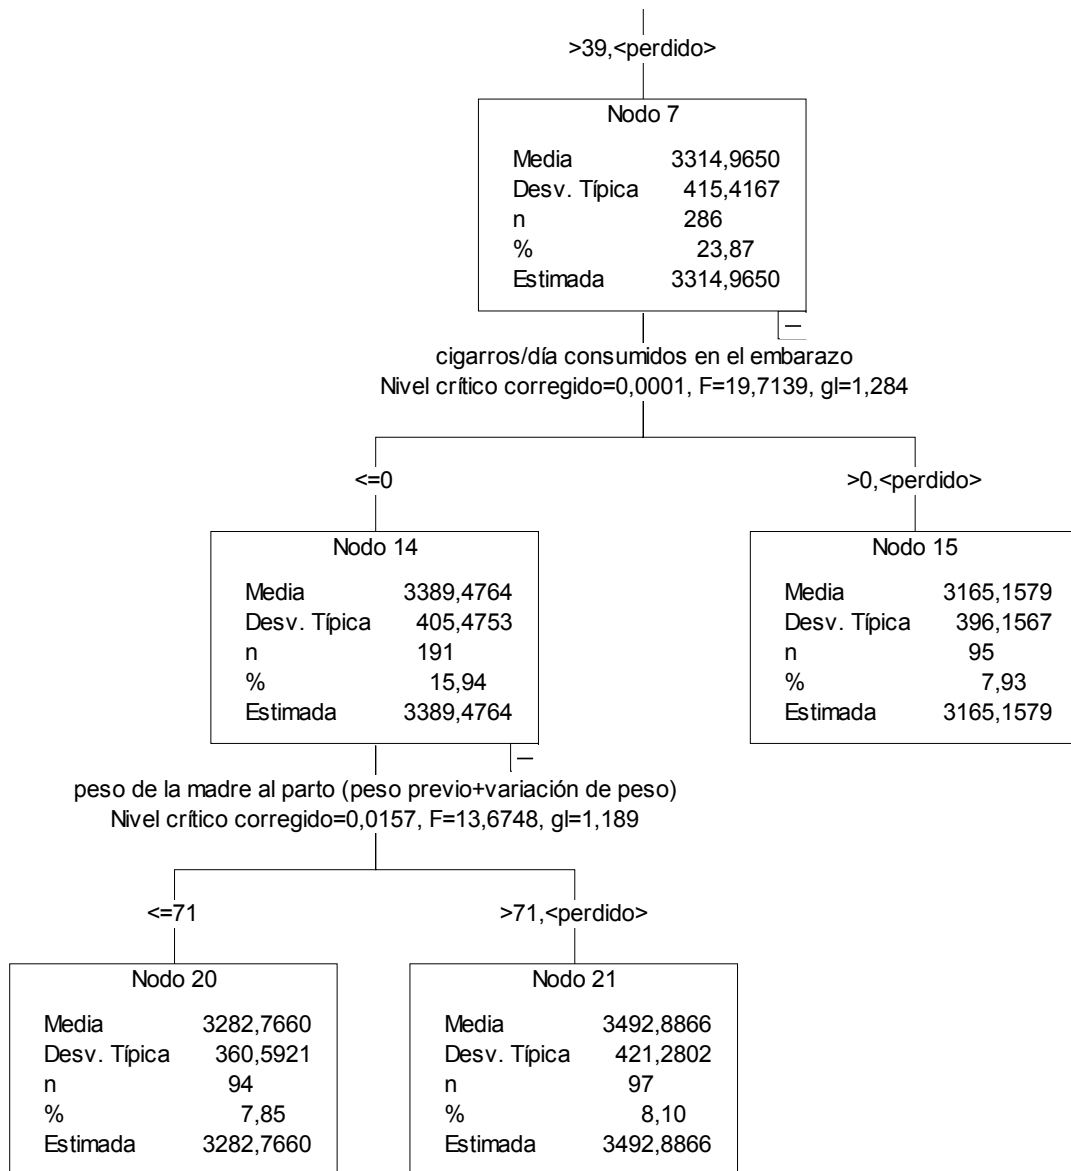 >39,<perdido>
Nodo 7
Media 3314,9650
Desv. Típica 415,4167
n 286
% 23,87
Estimada 3314,9650
cigarros/día consumidos en el embarazo
Nivel crítico corregido=0,0001, F=19,7139, gl=1,284
<=0 >0,<perdido>
Nodo 14
Media 3389,4764
Desv. Típica 405,4753
n 191
% 15,94
Estimada 3389,4764
Nodo 15
Media 3165,1579
Desv. Típica 396,1567
n 95
% 7,93
Estimada 3165,1579
peso de la madre al parto (peso previo+variación de peso)
Nivel crítico corregido=0,0157, F=13,6748, gl=1,189
<=71 >71,<perdido>
Nodo 20
Media 3282,7660
Desv. Típica 360,5921
n 94
% 7,85
Estimada 3282,7660
Nodo 21
Media 3492,8866
Desv. Típica 421,2802
n 97
% 8,10
Estimada 3492,8866